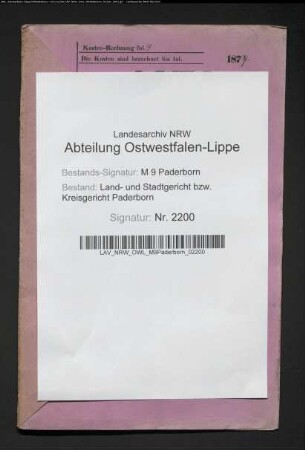 Kosten-Rechnung
Die Kosten sind berechnet bis fol.
187
Landesarchiv NRW
Abteilung Ostwestfalen-Lippe
Bestands-Signatur: M 9 Paderborn
Bestand: Land- und Stadtgericht bzw.
Kreisgericht Paderborn
Signatur: Nr. 2200
LAV_NRW_OWL_M9Paderborn_02200